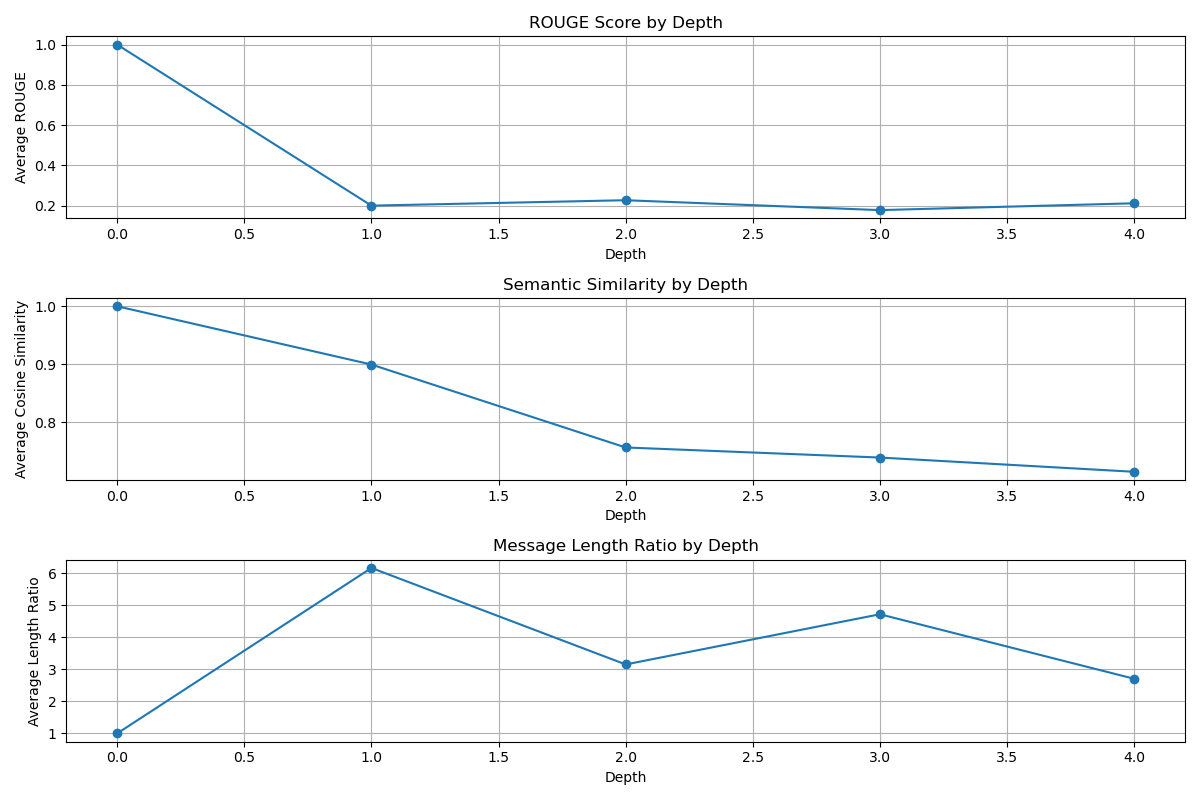 ROUGE Score by Depth
Average ROUGE
1.0
0.8
0.6
0.4
0.2
0.0 0.5 1.0 1.5 2.0 2.5 3.0 3.5 4.0
Depth
Semantic Similarity by Depth
Average Cosine Similarity
1.0
0.9
0.8
0.0 0.5 1.0 1.5 2.0 2.5 3.0 3.5 4.0
Depth
Message Length Ratio by Depth
Average Length Ratio
6
5
4
3
2
1
0.0 0.5 1.0 1.5 2.0 2.5 3.0 3.5 4.0
Depth